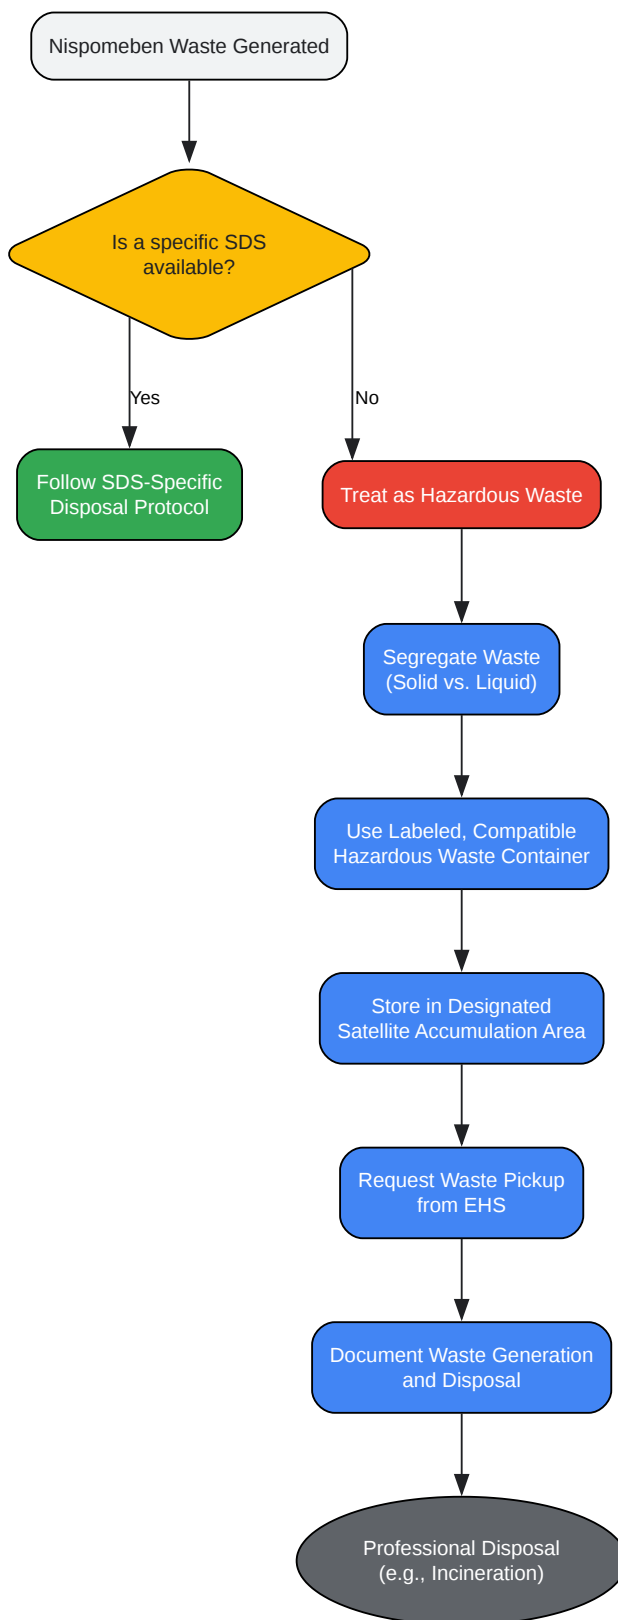 Nispomeben Waste Generated
Is a specific SDS
available?
Yes
No
Follow SDS-Specific
Disposal Protocol
Treat as Hazardous Waste
Segregate Waste
(Solid vs. Liquid)
Use Labeled, Compatible
Hazardous Waste Container
Store in Designated
Satellite Accumulation Area
Request Waste Pickup
from EHS
Document Waste Generation
and Disposal
Professional Disposal
(e.g., Incineration)